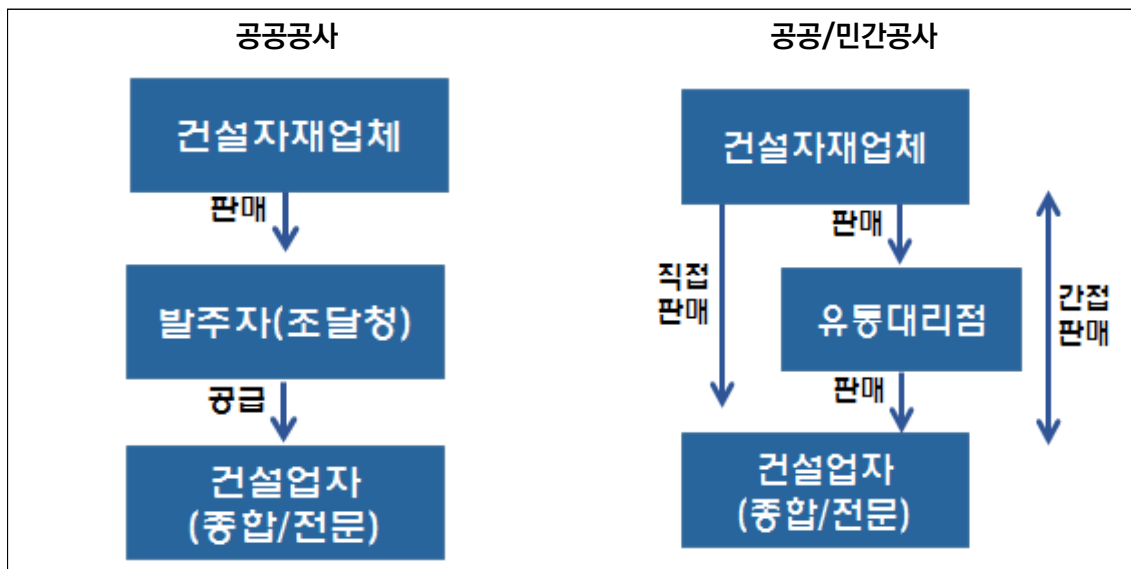 공공공사
건설자재업체
판매
발주자(조달청)
공급
건설업자
(종합/전문)
공공/민간공사
건설자재업체
판매
직접
판매
유통대리점
간접
판매
판매
건설업자
(종합/전문)